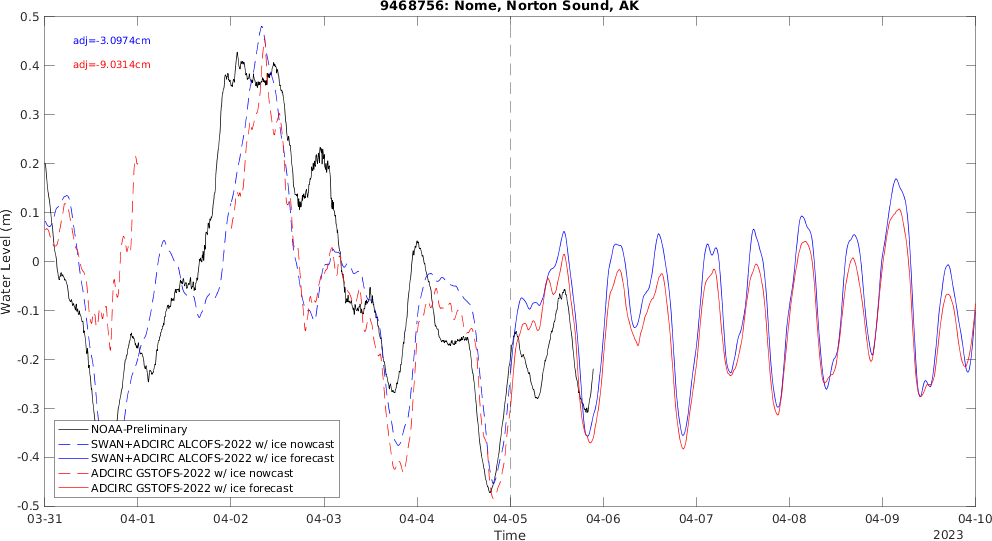 9468756: Nome, Norton Sound, AK
0.5
adj=-3.0974cm
0.4
adj=-9.0314cm
0.3
0.2
0.1
0
-0.1
-0.2
-0.3
-0.4
-0.5
Water Level (m)
NOAA-Preliminary
SWAN+ADCIRC ALCOFS-2022 w/ ice nowcast
SWAN+ADCIRC ALCOFS-2022 w/ ice forecast
ADCIRC GSTOFS-2022 w/ ice nowcast
ADCIRC GSTOFS-2022 w/ ice forecast
03-31 04-01 04-02 04-03 04-04 04-05 04-06 04-07 04-08 04-09 04-10
Time
2023